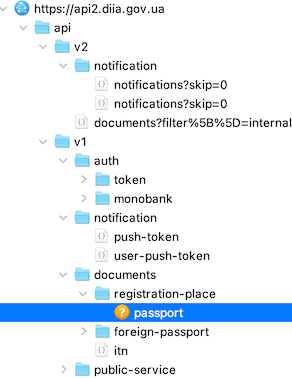 https://api2.diia.gov.ua
api
v2
notification
notifications?skip=0
notifications?skip=0
documents?filter%5B%5D=internal
v1
auth
token
monobank
notification
push-token
user-push-token
documents
registration-place
passport
foreign-passport
itn
public-service